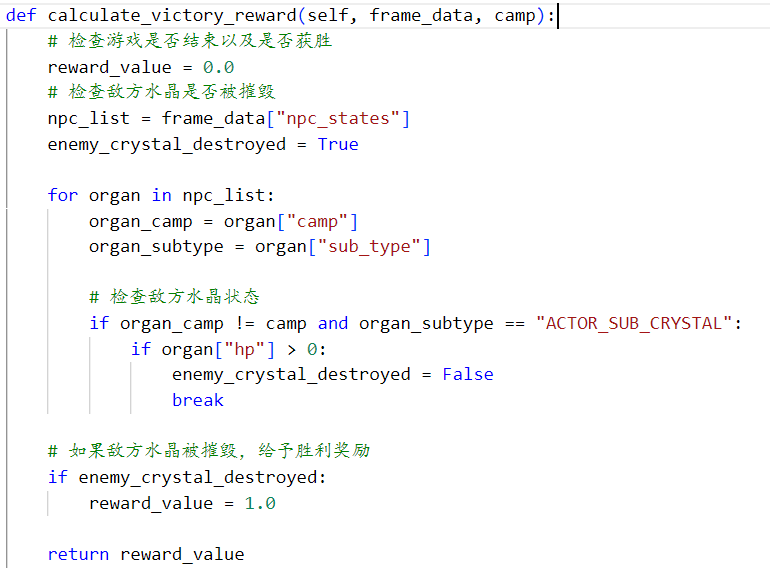 def calculate_victory_reward(self, frame_data, camp):
    # 检查游戏是否结束以及是否获胜
    reward_value = 0.0
    # 检查敌方水晶是否被摧毁
    npc_list = frame_data["npc_states"]
    enemy_crystal_destroyed = True

    for organ in npc_list:
        organ_camp = organ["camp"]
        organ_subtype = organ["sub_type"]

        # 检查敌方水晶状态
        if organ_camp != camp and organ_subtype == "ACTOR_SUB_CRYSTAL":
            if organ["hp"] > 0:
                enemy_crystal_destroyed = False
                break

    # 如果敌方水晶被摧毁，给予胜利奖励
    if enemy_crystal_destroyed:
        reward_value = 1.0

    return reward_value